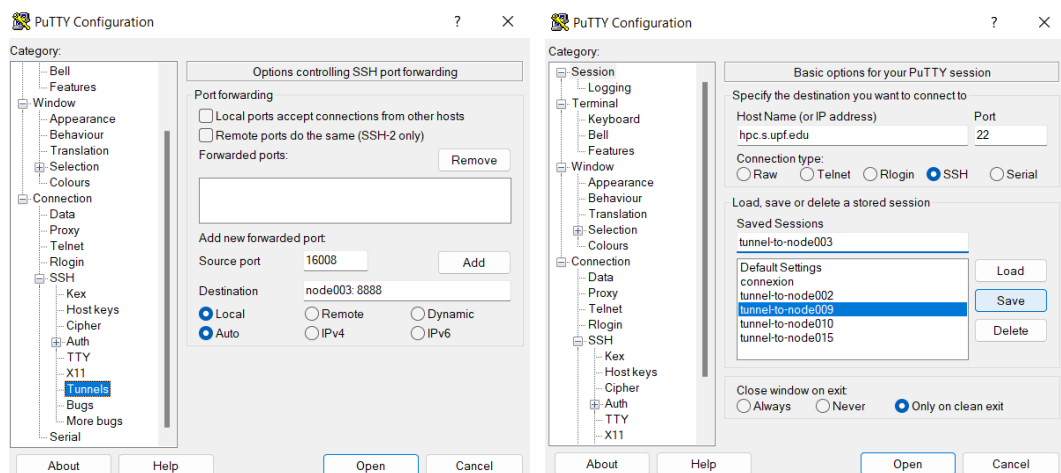 PuTTY Configuration
?
Category:
Bell
Features
Window
Appearance
Behaviour
Translation
Selection
Colours
Connection
Data
Proxy
Telnet
Rlogin
SSH
Kex
Host keys
Cipher
Auth
TTY
X11
Tunnels
Bugs
More bugs
Serial
Options controlling SSH port forwarding
Port forwarding
Local ports accept connections from other hosts
Remote ports do the same (SSH-2 only)
Forwarded ports:
Remove
Add new forwarded port:
Source port 16008 Add
Destination node003: 8888
Local Remote Dynamic
Auto IPv4 IPv6
About Help Open Cancel
PuTTY Configuration
?
Category:
Session
Logging
Terminal
Keyboard
Bell
Features
Window
Appearance
Behaviour
Translation
Selection
Colours
Connection
Data
Proxy
Telnet
Rlogin
SSH
Kex
Host keys
Cipher
Auth
TTY
X11
Basic options for your PuTTY session
Specify the destination you want to connect to
Host Name (or IP address) Port
hpc.s.upf.edu 22
Connection type:
Raw Telnet Rlogin SSH Serial
Load, save or delete a stored session
Saved Sessions
tunnel-to-node003
Default Settings
connexion
tunnel-to-node002
tunnel-to-node009
tunnel-to-node010
tunnel-to-node015
Load
Save
Delete
Close window on exit:
Always Never Only on clean exit
About Help Open Cancel